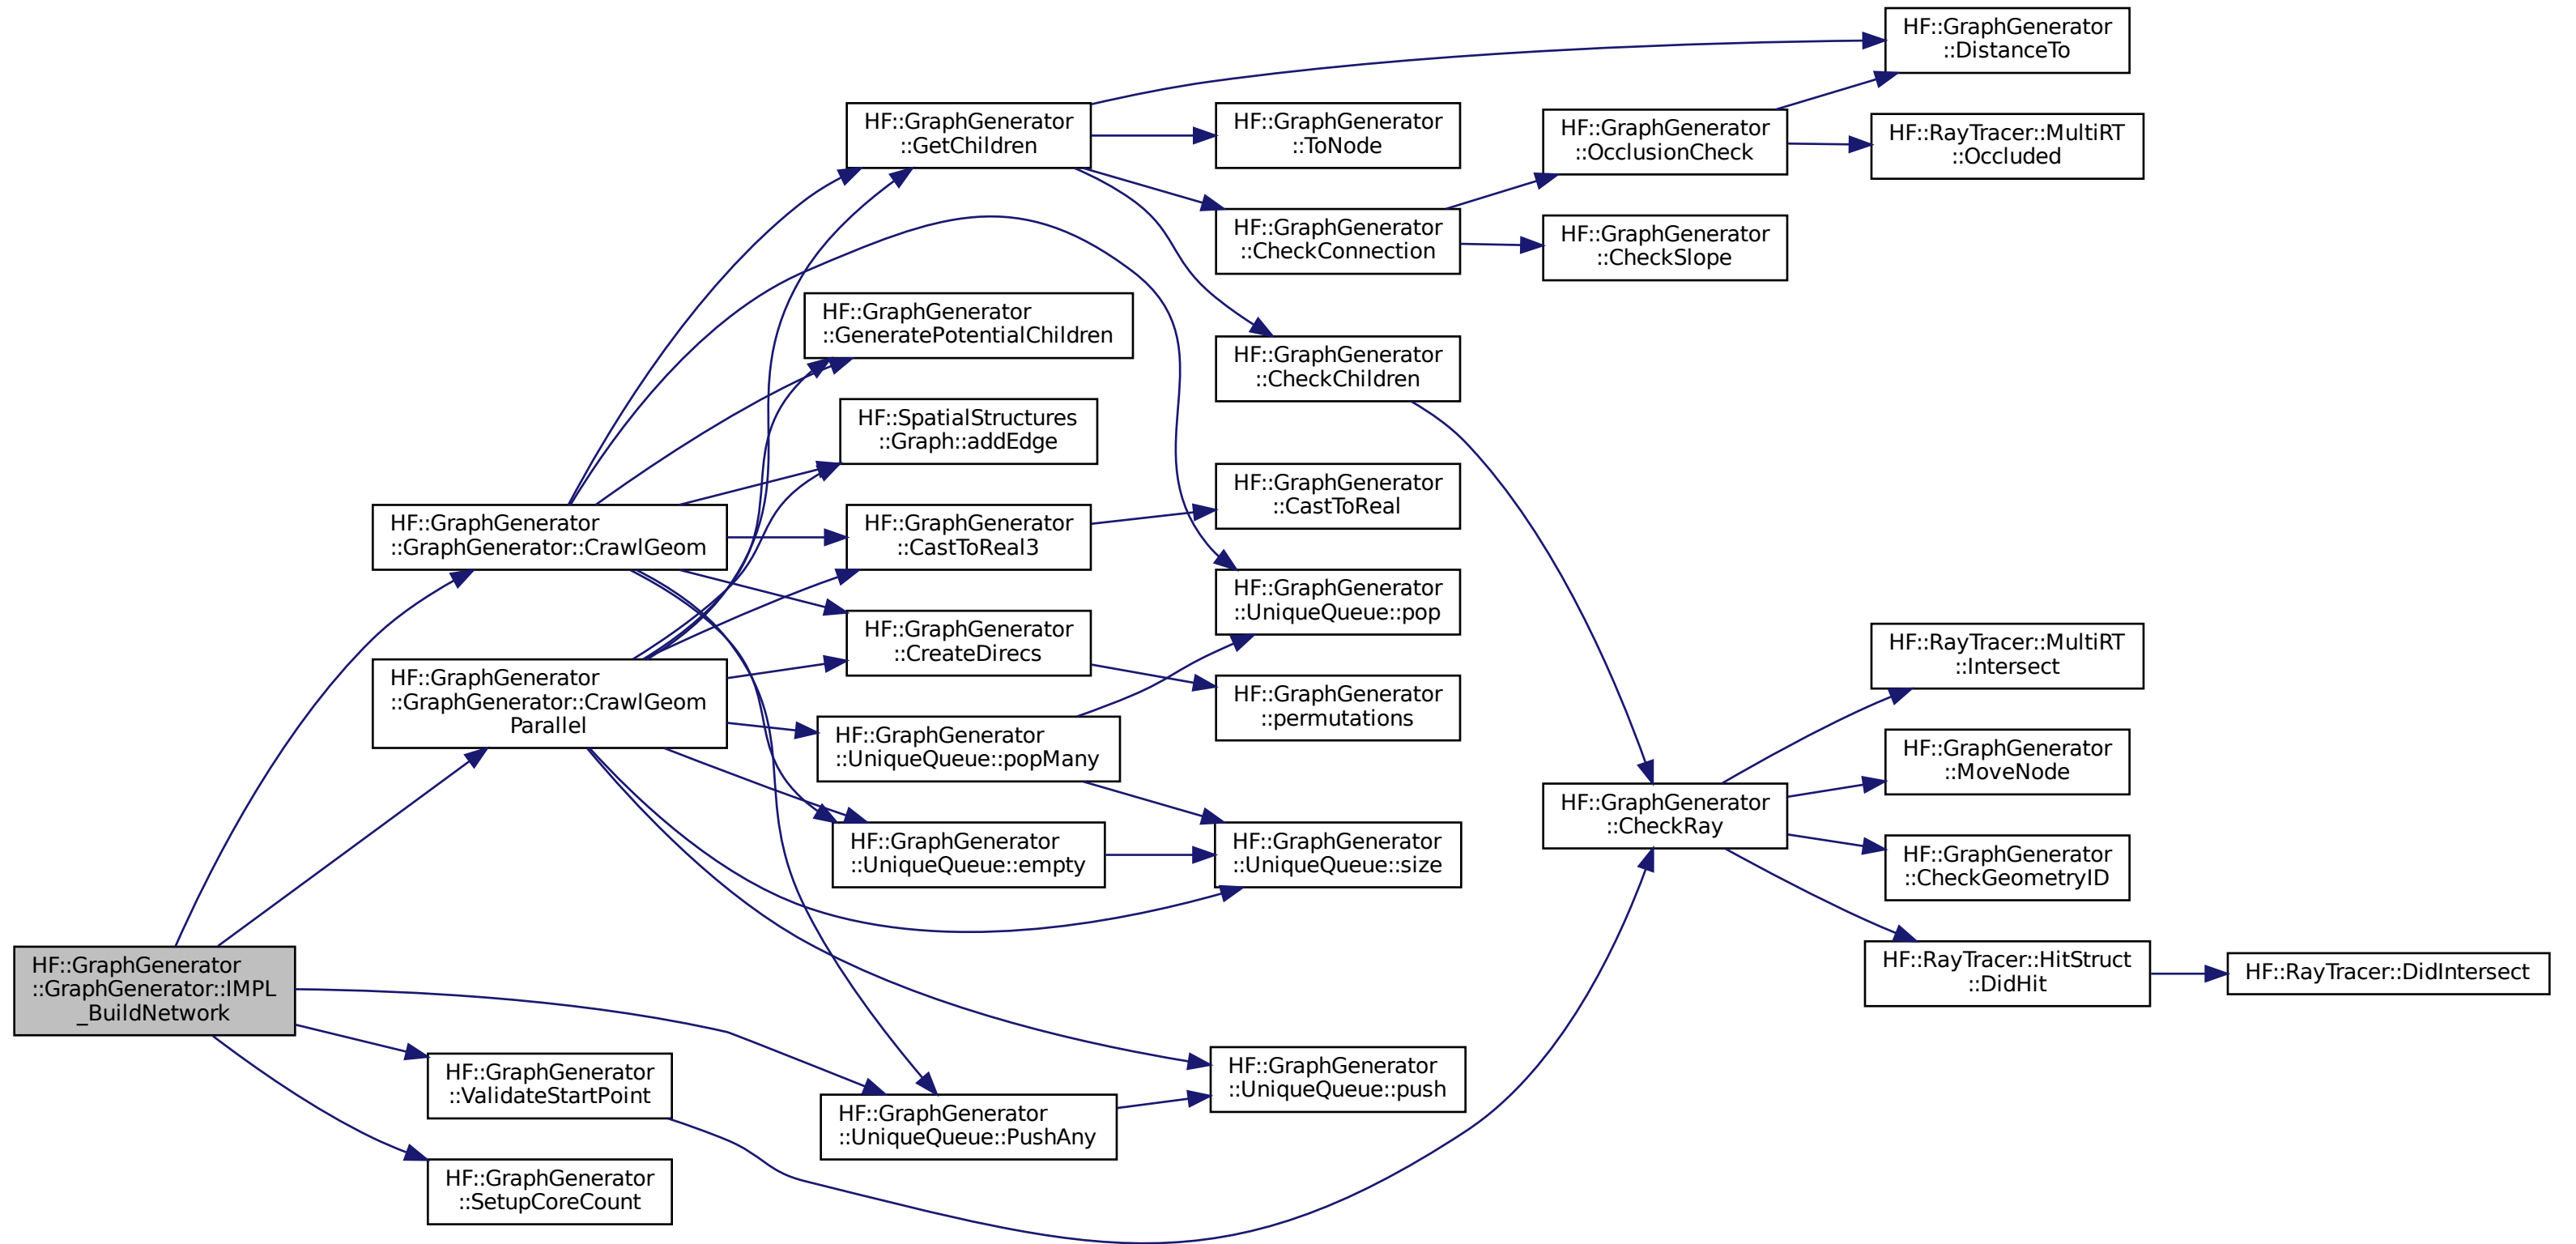 HF::GraphGenerator
::GraphGenerator::IMPL
_BuildNetwork
HF::GraphGenerator
::GraphGenerator::CrawlGeom
HF::GraphGenerator
::GraphGenerator::CrawlGeom
Parallel
HF::GraphGenerator
::ValidateStartPoint
HF::GraphGenerator
::SetupCoreCount
HF::GraphGenerator
::GetChildren
HF::GraphGenerator
::GeneratePotentialChildren
HF::SpatialStructures
::Graph::addEdge
HF::GraphGenerator
::CastToReal3
HF::GraphGenerator
::CreateDirecs
HF::GraphGenerator
::UniqueQueue::popMany
HF::GraphGenerator
::UniqueQueue::empty
HF::GraphGenerator
::UniqueQueue::PushAny
HF::GraphGenerator
::ToNode
HF::GraphGenerator
::CheckConnection
HF::GraphGenerator
::CheckChildren
HF::GraphGenerator
::CastToReal
HF::GraphGenerator
::UniqueQueue::pop
HF::GraphGenerator
::permutations
HF::GraphGenerator
::UniqueQueue::size
HF::GraphGenerator
::UniqueQueue::push
HF::GraphGenerator
::OcclusionCheck
HF::GraphGenerator
::CheckSlope
HF::GraphGenerator
::CheckRay
HF::GraphGenerator
::DistanceTo
HF::RayTracer::MultiRT
::Occluded
HF::RayTracer::MultiRT
::Intersect
HF::GraphGenerator
::MoveNode
HF::GraphGenerator
::CheckGeometryID
HF::RayTracer::HitStruct
::DidHit
HF::RayTracer::DidIntersect